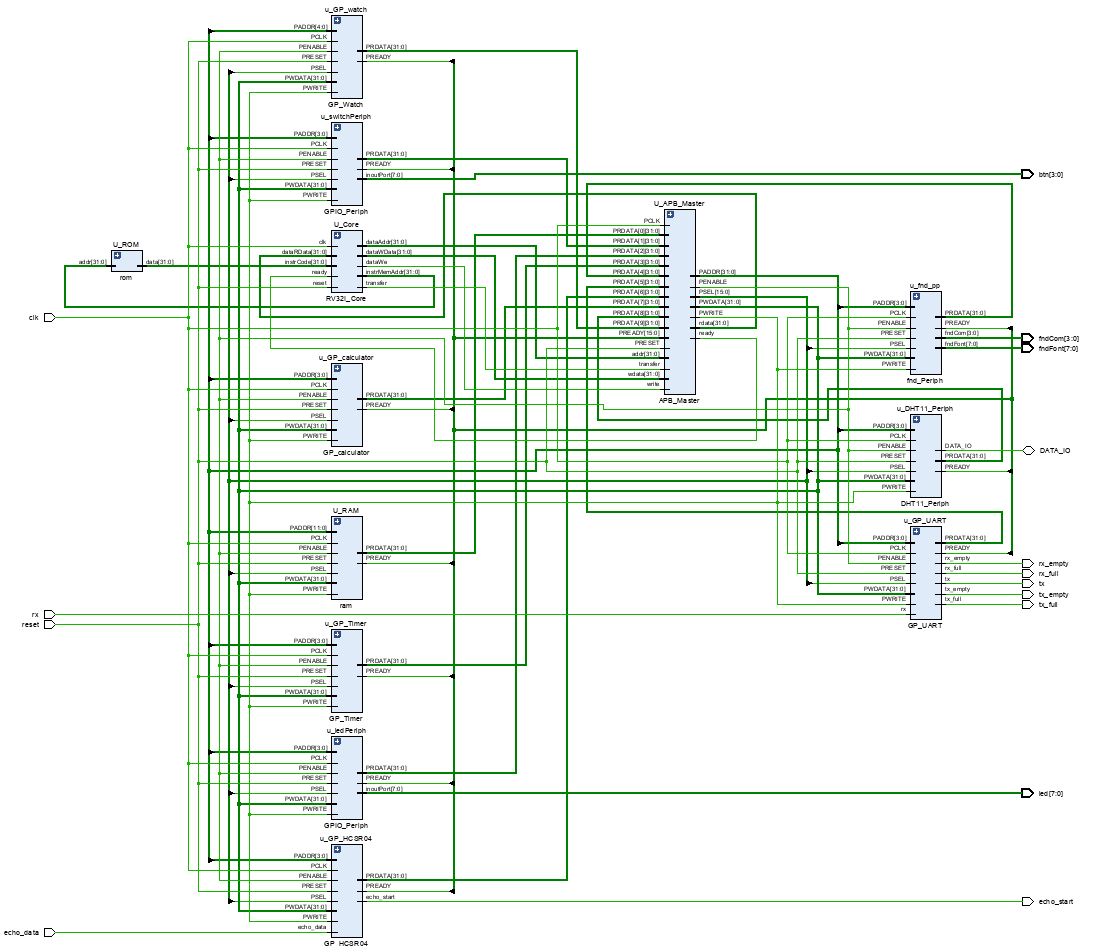 u_GP_watch
PADDR[4:0]
PCLK
PENABLE
PRESET
PSEL
PWDATA[31:0]
PWRITE
PRDATA[31:0]
PREADY
GP_Watch
u_switchPeriph
PADDR[3:0]
PCLK
PENABLE
PRESET
PSEL
PWDATA[31:0]
PWRITE
PRDATA[31:0]
PREADY
inoutPort[7:0]
GPIO_Periph
btn[3:0]
U_ROM
addr[31:0]
data[31:0]
rom
U_Core
clk
dataRData[31:0]
instrCode[31:0]
ready
reset
dataAddr[31:0]
dataWData[31:0]
dataWe
instrMemAddr[31:0]
transfer
RV32I_Core
U_APB_Master
PCLK
PRDATA[0][31:0]
PRDATA[1][31:0]
PRDATA[2][31:0]
PRDATA[3][31:0]
PRDATA[4][31:0]
PRDATA[5][31:0]
PRDATA[6][31:0]
PRDATA[7][31:0]
PRDATA[8][31:0]
PRDATA[9][31:0]
PREADY[15:0]
PRESET
addr[31:0]
transfer
wdata[31:0]
write
PADDR[31:0]
PENABLE
PSEL[15:0]
PWDATA[31:0]
PWRITE
rdata[31:0]
ready
APB_Master
u_fnd_pp
PADDR[3:0]
PCLK
PENABLE
PRESET
PSEL
PWDATA[31:0]
PWRITE
PRDATA[31:0]
PREADY
fndCom[3:0]
fndFont[7:0]
fnd_Periph
fndCom[3:0]
fndFont[7:0]
clk
u_GP_calculator
PADDR[3:0]
PCLK
PENABLE
PRESET
PSEL
PWDATA[31:0]
PWRITE
PRDATA[31:0]
PREADY
GP_calculator
u_DHT11_Periph
PADDR[3:0]
PCLK
PENABLE
PRESET
PSEL
PWDATA[31:0]
PWRITE
DATA_IO
PRDATA[31:0]
PREADY
DHT11_Periph
DATA_IO
U_RAM
PADDR[11:0]
PCLK
PENABLE
PRESET
PSEL
PWDATA[31:0]
PWRITE
PRDATA[31:0]
PREADY
ram
u_GP_UART
PADDR[3:0]
PCLK
PENABLE
PRESET
PSEL
PWDATA[31:0]
PWRITE
rx
PRDATA[31:0]
PREADY
rx_empty
rx_full
tx
tx_empty
tx_full
GP_UART
rx_empty
rx_full
tx
tx_empty
tx_full
rx
reset
u_GP_Timer
PADDR[3:0]
PCLK
PENABLE
PRESET
PSEL
PWDATA[31:0]
PWRITE
PRDATA[31:0]
PREADY
GP_Timer
u_ledPeriph
PADDR[3:0]
PCLK
PENABLE
PRESET
PSEL
PWDATA[31:0]
PWRITE
PRDATA[31:0]
PREADY
inoutPort[7:0]
GPIO_Periph
led[7:0]
u_GP_HCSR04
PADDR[3:0]
PCLK
PENABLE
PRESET
PSEL
PWDATA[31:0]
PWRITE
echo_data
PRDATA[31:0]
PREADY
echo_start
GP_HCSR04
echo_start
echo_data